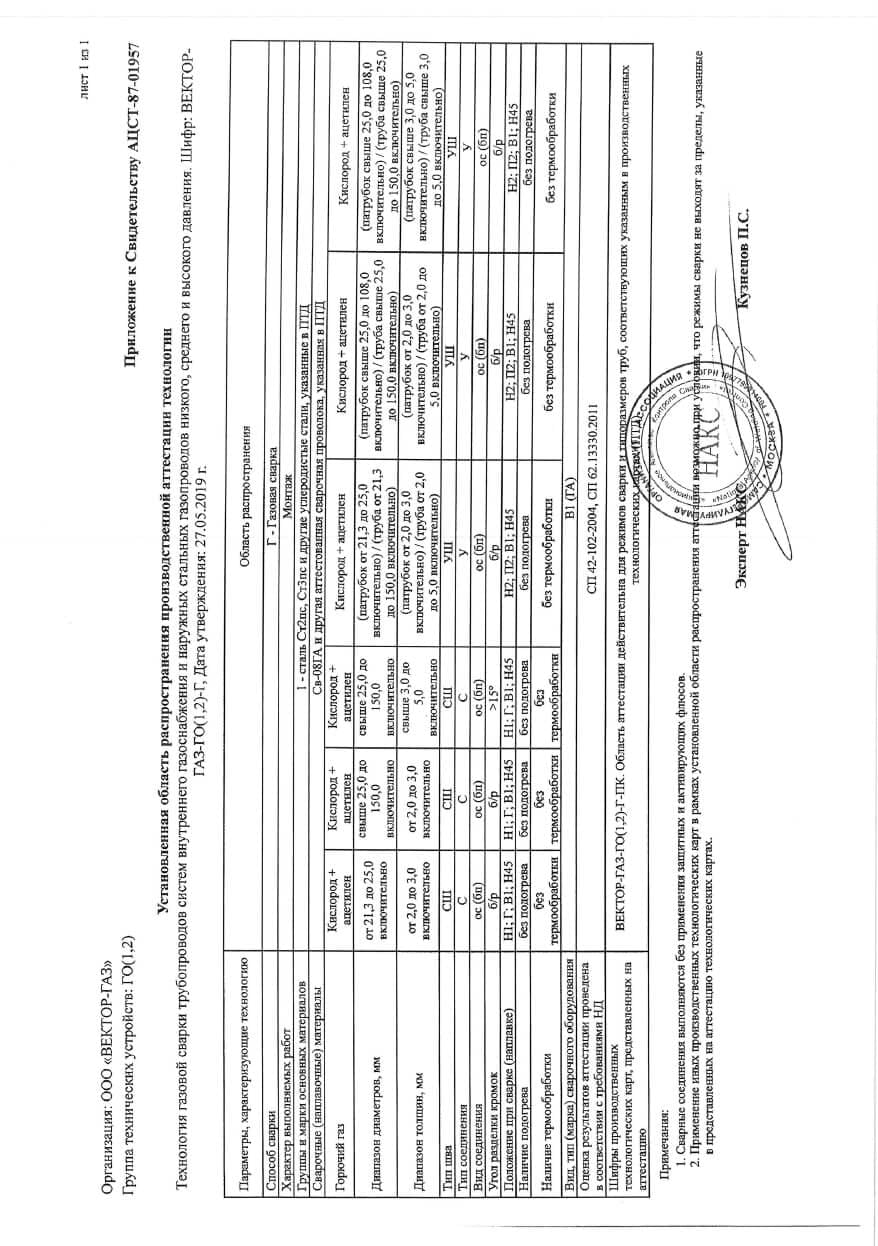 лист 1 из 1
Приложение к Свидетельству АЦСТ-87-01957
Организация: ООО «ВЕКТОР-ГАЗ»
Группа технических устройств: ГО(1,2)
Установленная область распространения производственной аттестации технологии
Технология газовой сварки трубопроводов систем внутреннего газоснабжения и наружных стальных газопроводов низкого, среднего и высокого давления. Шифр: ВЕКТОР-
ГАЗ-ГО(1,2)-Г, Дата утверждения: 27.05.2019 г.
Параметры, характеризующие технологию Область распространения
Способ сварки Г - Газовая сварка
Характер выполняемых работ Монтаж
Группы и марки основных материалов 1 - сталь Ст2пс, Ст3пс и другие углеродистые стали, указанные в ПТД
Сварочные (наплавочные) материалы Св-08ГА и другая аттестованная сварочная проволока, указанная в ПТД
Горючий газ
Кислород +
ацетилен
Кислород +
ацетилен
Кислород +
ацетилен
Кислород + ацетилен
Кислород + ацетилен
Кислород + ацетилен
Диапазон диаметров, мм
от 21,3 до 25,0
включительно
свыше 25,0 до
150,0
включительно
свыше 25,0 до
150,0
включительно
(патрубок от 21,3 до 25,0
включительно) / (труба от 21,3
до 150,0 включительно)
(патрубок свыше 25,0 до 108,0
включительно) / (труба свыше 25,0
до 150,0 включительно)
(патрубок свыше 25,0 до 108,0
включительно) / (труба свыше 25,0
до 150,0 включительно)
Диапазон толщин, мм
от 2,0 до 3,0
включительно
от 2,0 до 3,0
включительно
свыше 3,0 до
5,0
включительно
(патрубок от 2,0 до 3,0
включительно) / (труба от 2,0
до 5,0 включительно)
(патрубок от 2,0 до 3,0
включительно) / (труба от 2,0 до
5,0 включительно)
(патрубок свыше 3,0 до 5,0
включительно) / (труба свыше 3,0
до 5,0 включительно)
Тип шва СШ СШ СШ УШ УШ УШ
Тип соединения С С С У У У
Вид соединения ос (бп) ос (бп) ос (бп) ос (бп) ос (бп) ос (бп)
Угол разделки кромок б/р б/р >15° б/р б/р б/р
Положение при сварке (наплавке) Н1; Г; В1; Н45 Н1; Г; В1; Н45 Н1; Г; В1; Н45 Н2; П2; В1; Н45 Н2; П2; В1; Н45 Н2; П2; В1; Н45
Наличие подогрева без подогрева без подогрева без подогрева без подогрева без подогрева без подогрева
Наличие термообработки
без
термообработки
без
термообработки
без
термообработки
без термообработки
без термообработки
без термообработки
Вид, тип (марка) сварочного оборудования В1 (ГА)
Оценка результатов аттестации проведена
в соответствии с требованиями НД
СП 42-102-2004, СП 62.13330.2011
Шифры производственных
технологических карт, представленных на
аттестацию
ВЕКТОР-ГАЗ-ГО(1,2)-Г-ПК. Область аттестации действительна для режимов сварки и типоразмеров труб, соответствующих указанным в производственных
технологических картах (ПТД).
Примечания:
1. Сварные соединения выполняются без применения защитных и активирующих флюсов.
2. Применение иных производственных технологических карт в рамках установленной области распространения аттестации возможно при условии, что режимы сварки не выходят за пределы, указанные
в представленных на аттестацию технологических картах.
Эксперт НАКС Кузнецов П.С.
НАКС
САМОРЕГУЛИРУЕМАЯ
АССОЦИАЦИЯ
МОСКВА